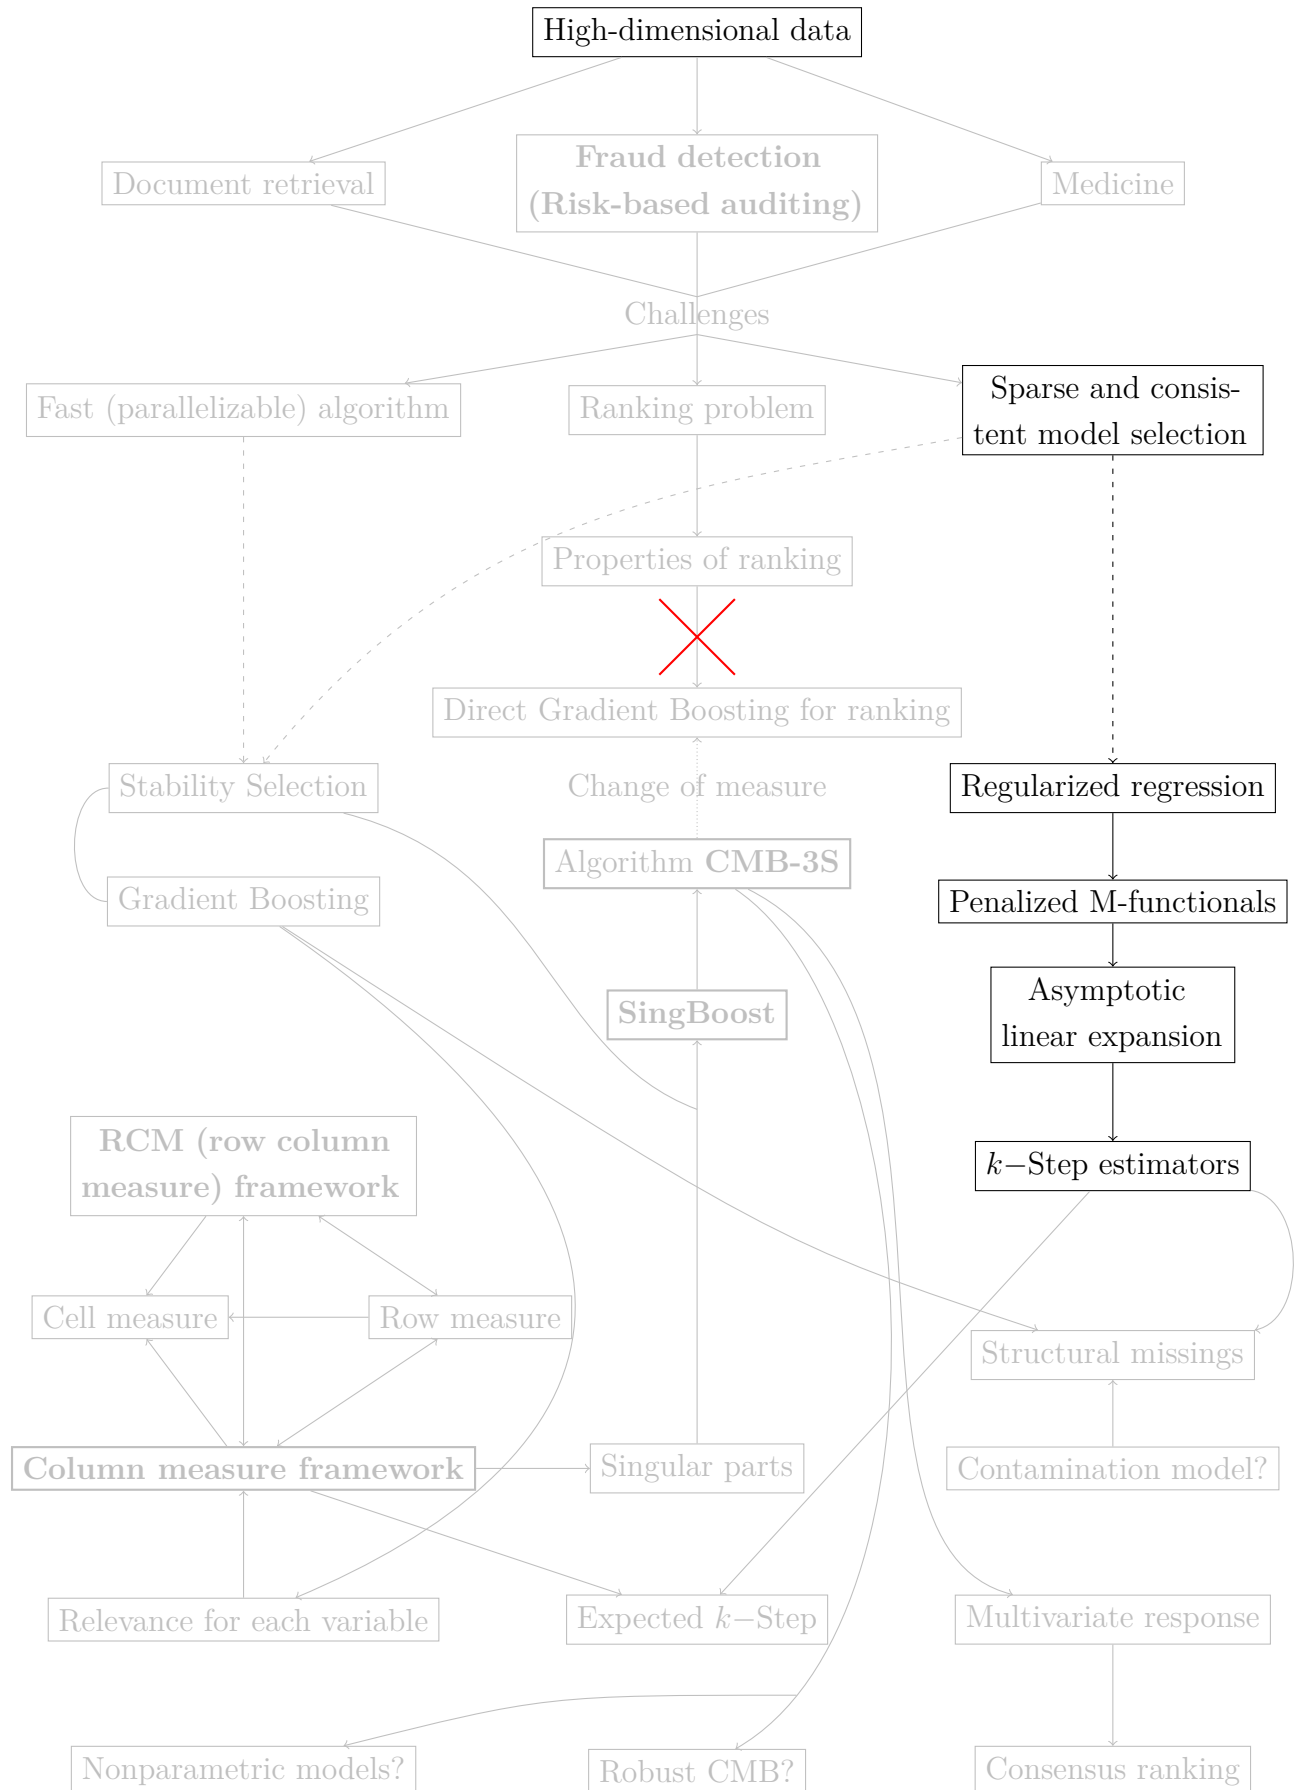 High-dimensional data
Document retrieval
Fraud detection
(Risk-based auditing)
Medicine
Challenges
Fast (parallelizable) algorithm
Ranking problem
Sparse and consis-
tent model selection
Properties of ranking
Direct Gradient Boosting for ranking
Stability Selection
Change of measure
Regularized regression
Algorithm CMB-3S
Gradient Boosting
Penalized M-functionals
SingBoost
Asymptotic
linear expansion
RCM (row column
measure) framework
k−Step estimators
Cell measure
Row measure
Structural missings
Column measure framework
Singular parts
Contamination model?
Relevance for each variable
Expected k−Step
Multivariate response
Nonparametric models?
Robust CMB?
Consensus ranking